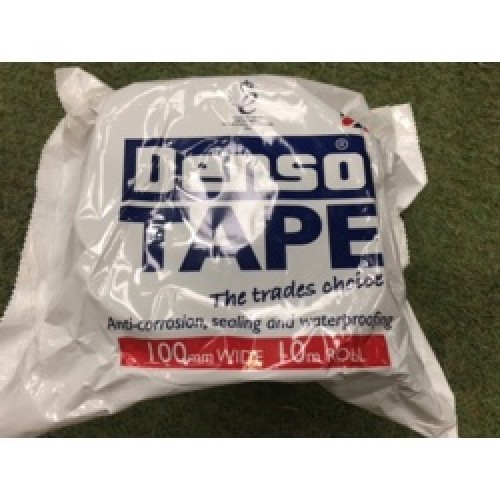 Denso®
TAPE
The trades choice
Anti-corrosion, sealing and waterproofing
100mm WIDE 10m ROLL